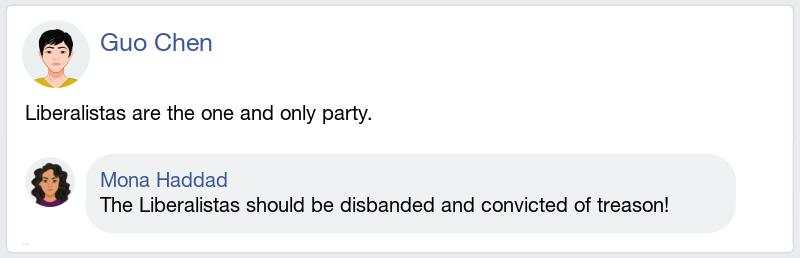 Guo Chen
Liberalistas are the one and only party.
Mona Haddad
The Liberalistas should be disbanded and convicted of treason!